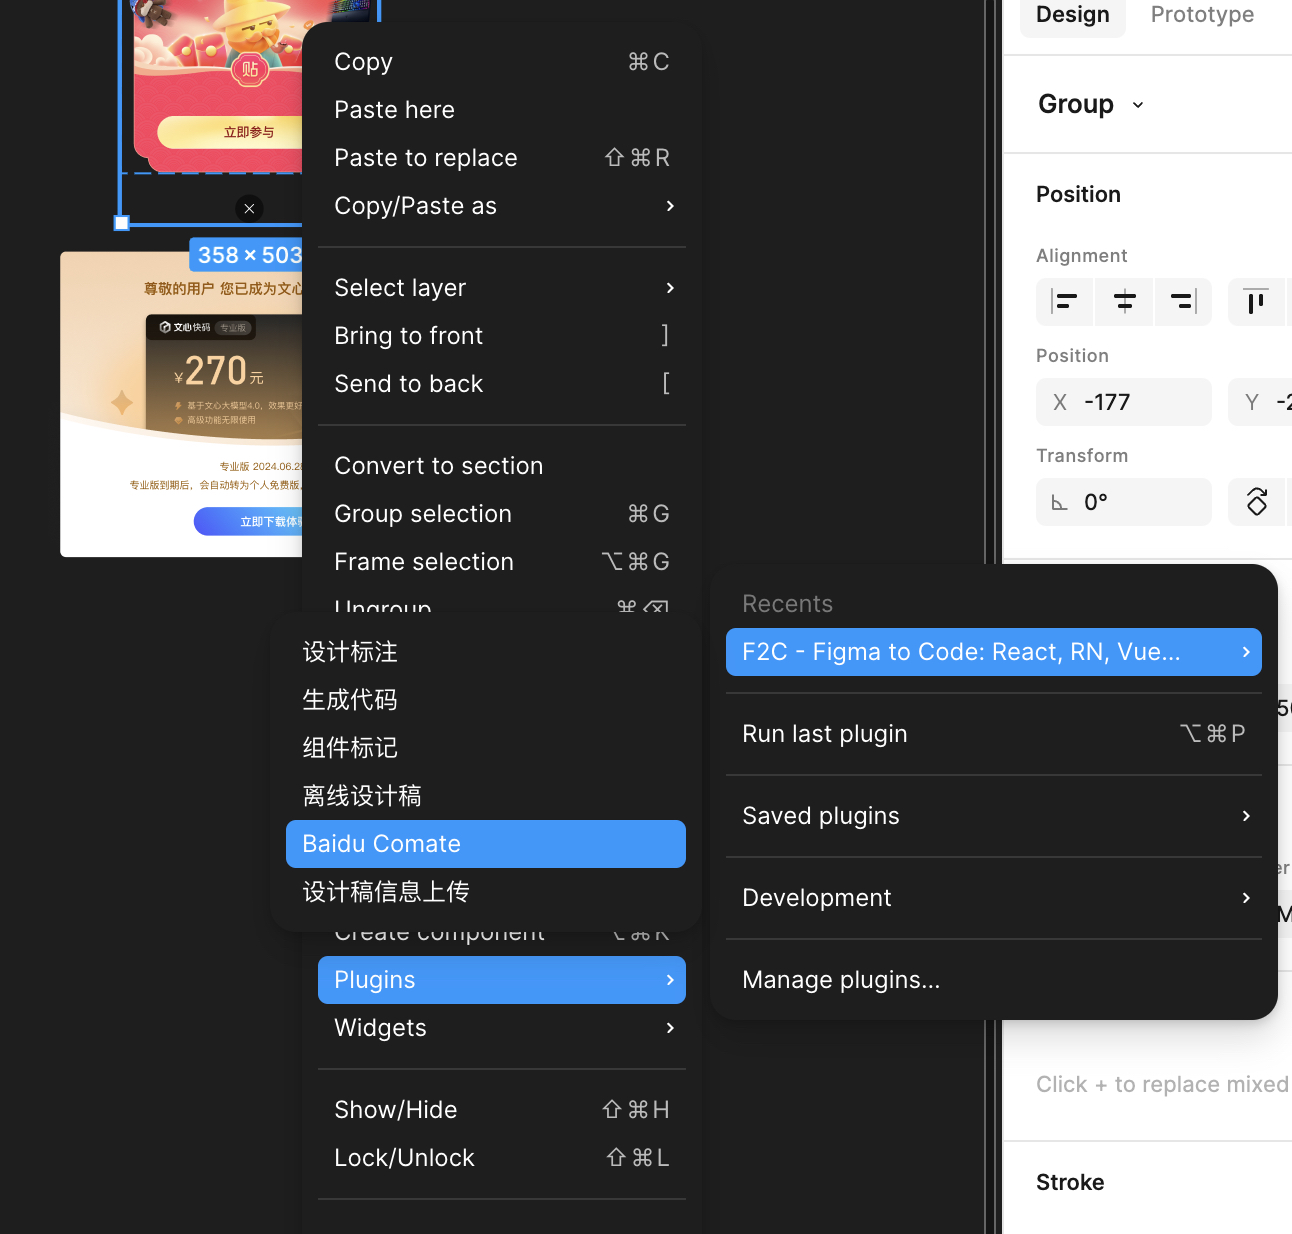 贴
立即参与
358 × 503
尊敬的用户 您已成为文心
文心快码 专业版
¥270元
基于文心大模型4.0，效果更好
高级功能无限使用
专业版 2024.06.28
专业版到期后，会自动转为个人免费版，
立即下载体验
Copy ⌘C
Paste here
Paste to replace ⇧⌘R
Copy/Paste as
Select layer
Bring to front ]
Send to back [
Convert to section
Group selection ⌘G
Frame selection ⌥⌘G
Ungroup ⌘⌫
设计标注
生成代码
组件标记
离线设计稿
Baidu Comate
设计稿信息上传
Create component ⌥⌘K
Plugins
Widgets
Show/Hide ⇧⌘H
Lock/Unlock ⇧⌘L
Recents
F2C - Figma to Code: React, RN, Vue...
Run last plugin ⌥⌘P
Saved plugins
Development
Manage plugins...
Design Prototype
Group
Position
Alignment
Position
X -177 Y -2
Transform
0°
Click + to replace mixed
Stroke